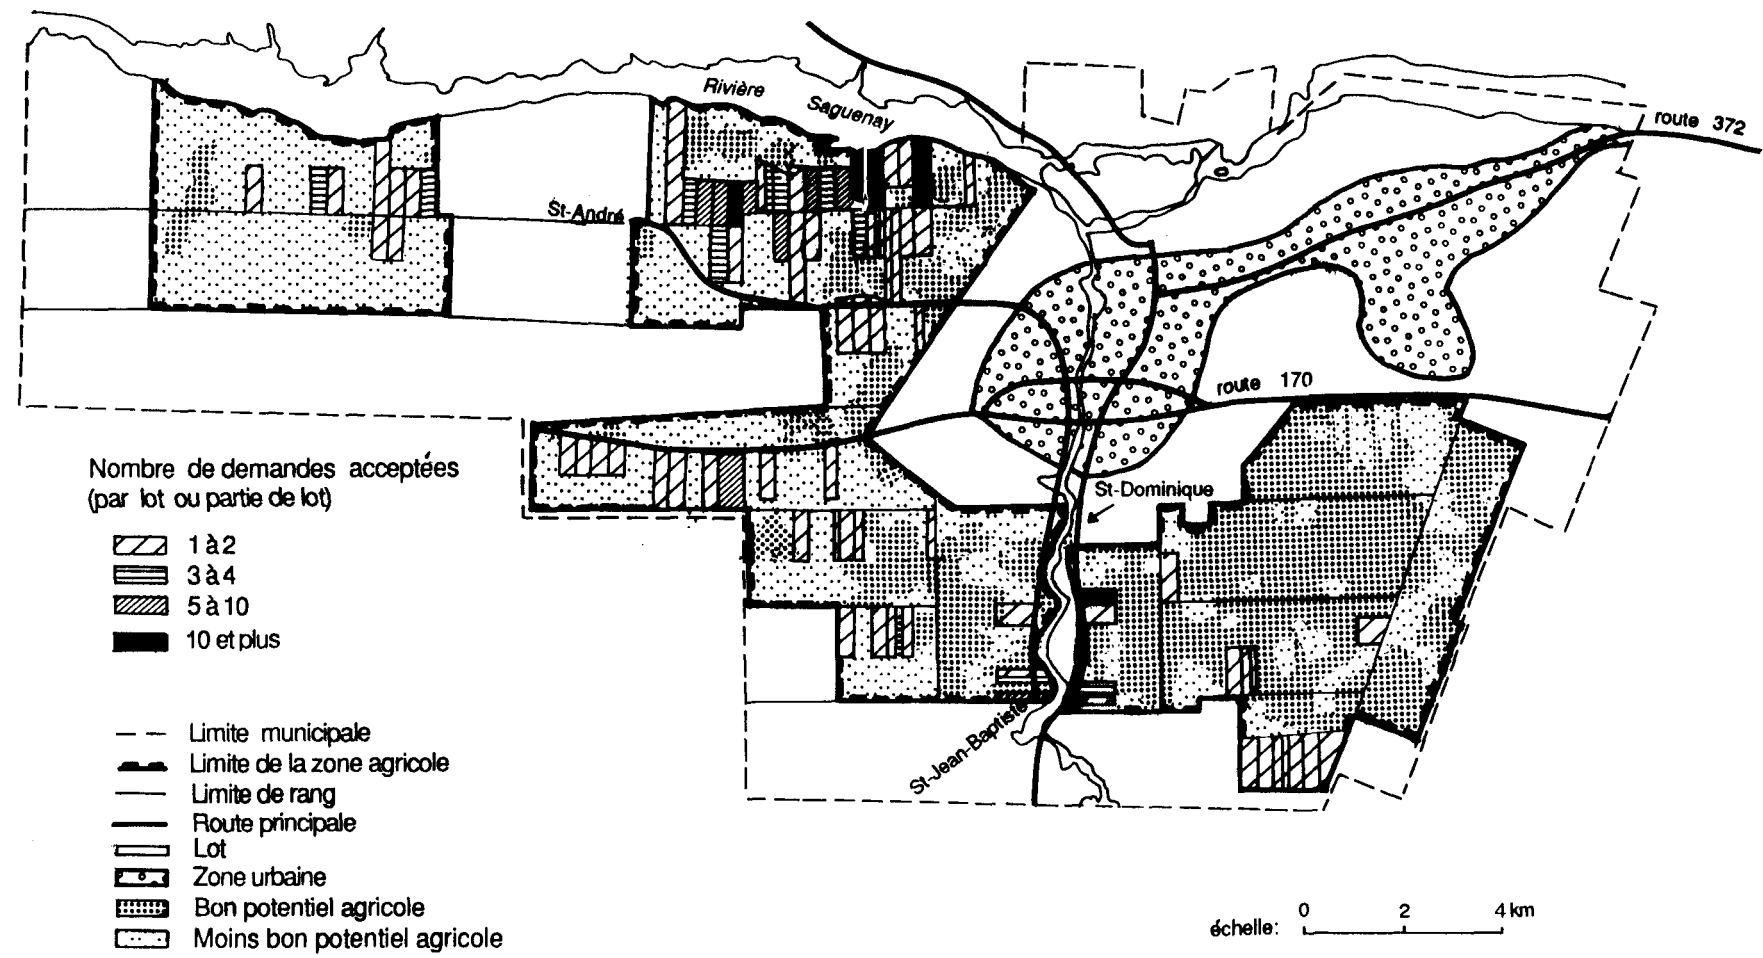 Rivière
Saguenay
route 372
St-André
route 170
St-Dominique
St-Jean-Baptiste
Nombre de demandes acceptées
(par lot ou partie de lot)
1 à 2
3 à 4
5 à 10
10 et plus
Limite municipale
Limite de la zone agricole
Limite de rang
Route principale
Lot
Zone urbaine
Bon potentiel agricole
Moins bon potentiel agricole
échelle: 0 2 4 km